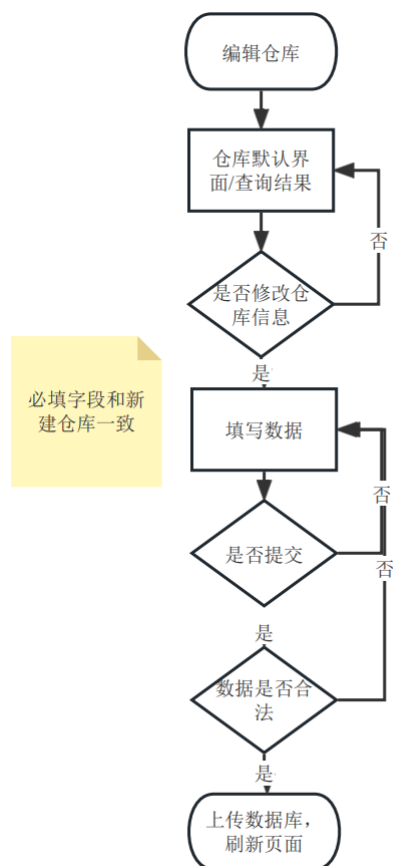 编辑仓库
仓库默认界
面/查询结果
否
是否修改仓
库信息
是
必填字段和新
建仓库一致
填写数据
否
是否提交
否
是
数据是否合
法
是
上传数据库，
刷新页面